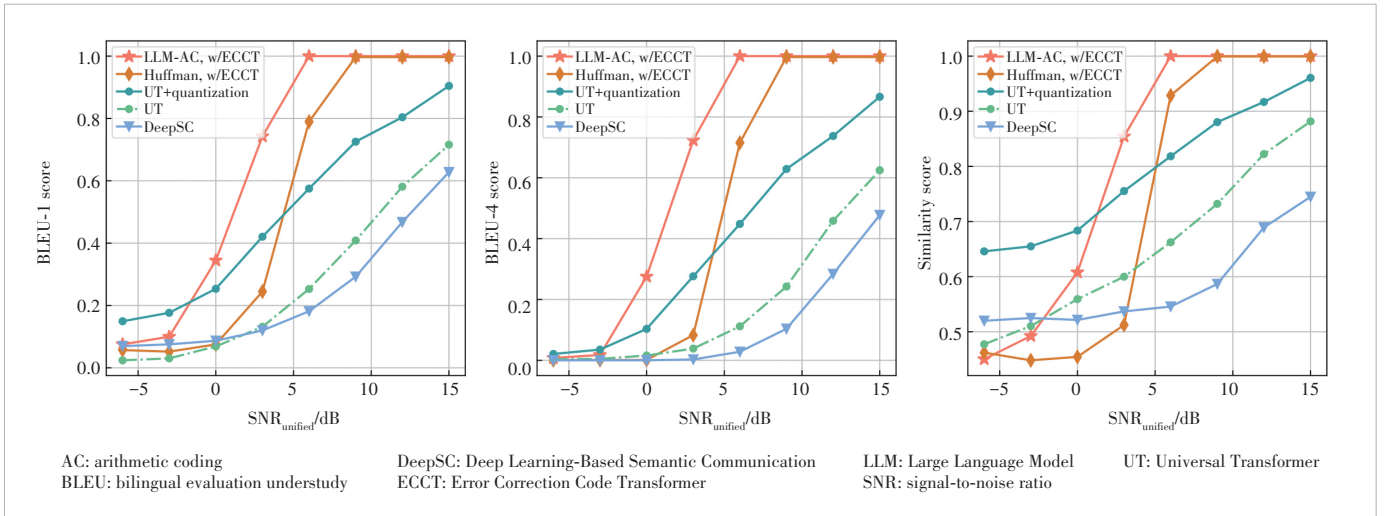 1.0
0.8
0.6
0.4
0.2
0.0
BLEU-1 score
LLM-AC, w/ECCT
Huffman, w/ECCT
UT+quantization
UT
DeepSC
−5 0 5 10 15
SNRunified/dB
1.0
0.8
0.6
0.4
0.2
0.0
BLEU-4 score
LLM-AC, w/ECCT
Huffman, w/ECCT
UT+quantization
UT
DeepSC
−5 0 5 10 15
SNRunified/dB
1.0
0.9
0.8
0.7
0.6
0.5
Similarity score
LLM-AC, w/ECCT
Huffman, w/ECCT
UT+quantization
UT
DeepSC
−5 0 5 10 15
SNRunified/dB
AC: arithmetic coding DeepSC: Deep Learning-Based Semantic Communication LLM: Large Language Model UT: Universal Transformer
BLEU: bilingual evaluation understudy ECCT: Error Correction Code Transformer SNR: signal-to-noise ratio